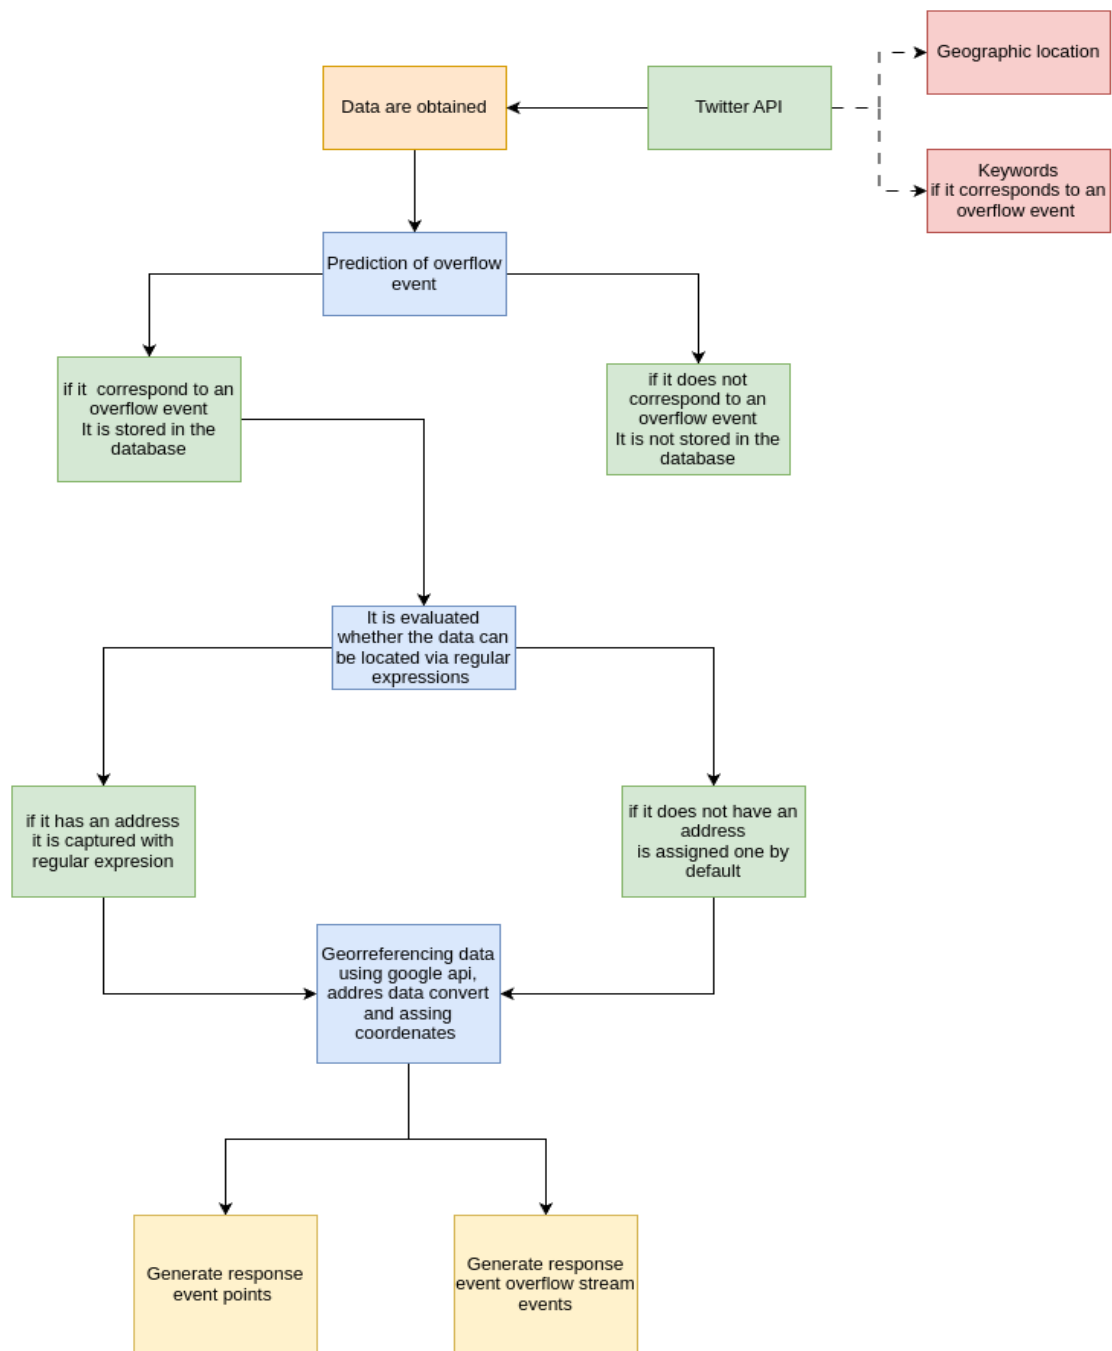 Geographic location
Data are obtained
Twitter API
Keywords
if it corresponds to an
overflow event
Prediction of overflow
event
if it  correspond to an
overflow event
It is stored in the
database
if it does not
correspond to an
overflow event
It is not stored in the
database
It is evaluated
whether the data can
be located via regular
expressions
if it has an address
it is captured with
regular expresion
if it does not have an
address
is assigned one by
default
Georreferencing data
using google api,
addres data convert
and assing
coordenates
Generate response
event points
Generate response
event overflow stream
events